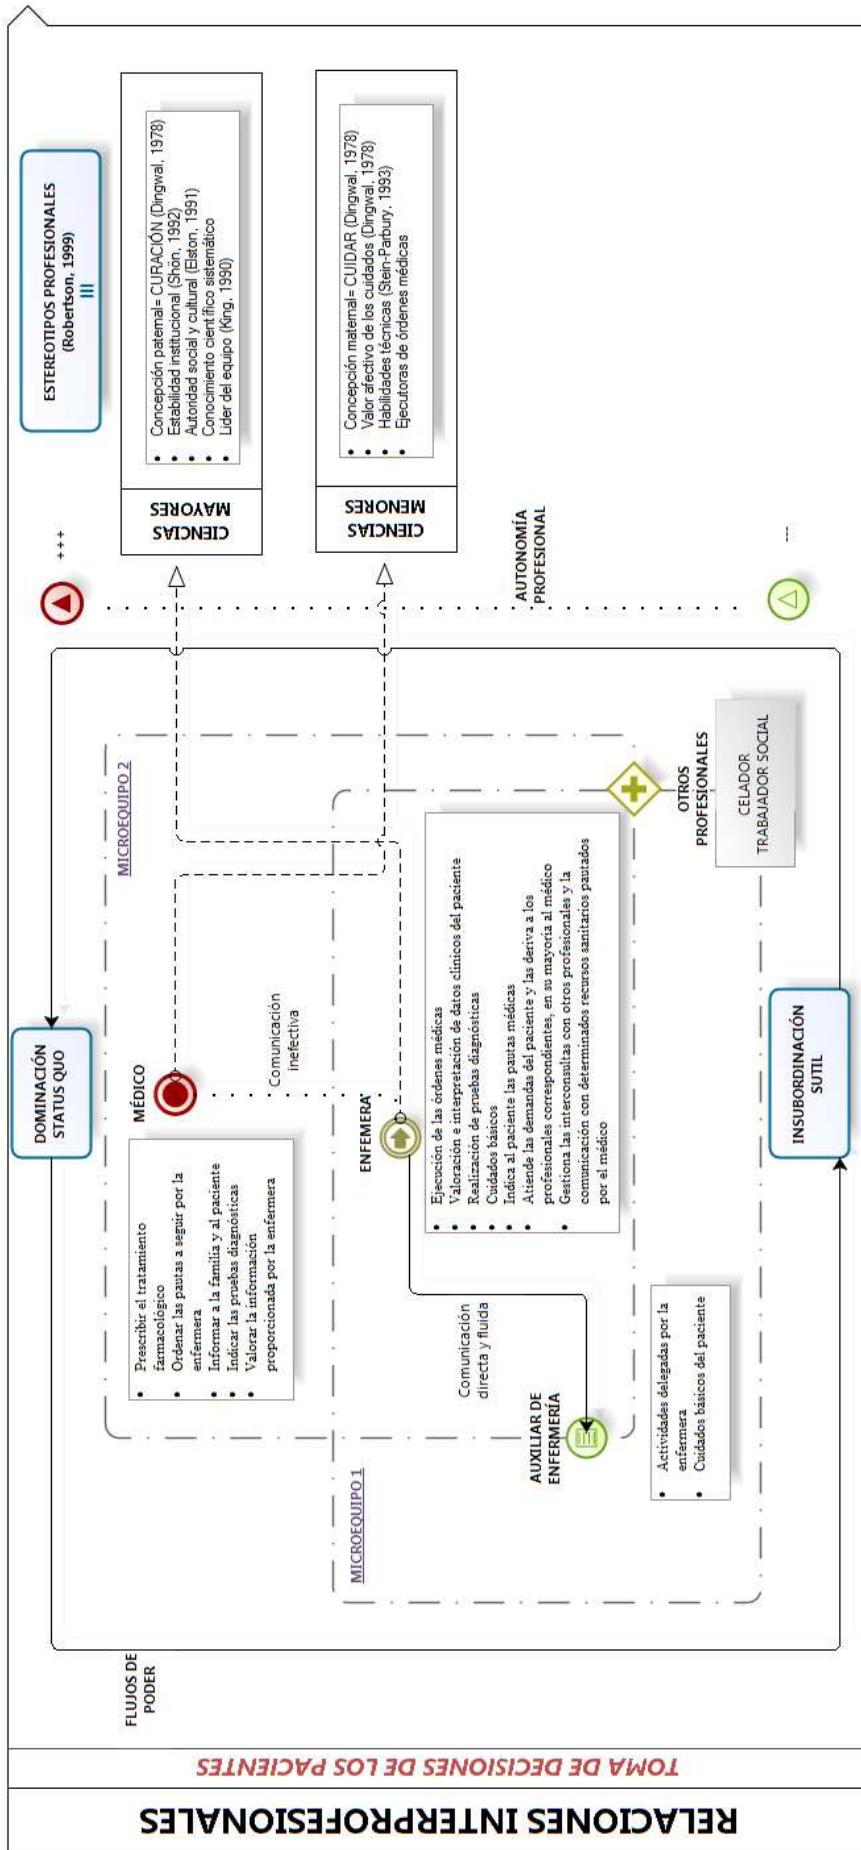 RELACIONES INTERPROFESIONALES
TOMA DE DECISIONES DE LOS PACIENTES
FLUJOS DE
PODER
DOMINACIÓN
STATUS QUO
MICROEQUIPO 2
MÉDICO
• Prescribir el tratamiento
farmacológico
• Ordenar las pautas a seguir por la
enfermera
• Informar a la familia y al paciente
• Indicar las pruebas diagnósticas
• Valorar la información
proporcionada por la enfermera
Comunicación
inefectiva
MICROEQUIPO 1
ENFEMERA
• Ejecución de las órdenes médicas
• Valoración e interpretación de datos clínicos del paciente
• Realización de pruebas diagnósticas
• Cuidados básicos
• Indica al paciente las pautas médicas
• Atiende las demandas del paciente y las deriva a los
profesionales correspondientes, en su mayoría al médico
• Gestiona las interconsultas con otros profesionales y la
comunicación con determinados recursos sanitarios pautados
por el médico
Comunicación
directa y fluida
AUXILIAR DE
ENFERMERÍA
• Actividades delegadas por la
enfermera
• Cuidados básicos del paciente
OTROS
PROFESIONALES
CELADOR
TRABAJADOR SOCIAL
INSUBORDINACIÓN
SUTIL
+++
AUTONOMÍA
PROFESIONAL
---
ESTEREOTIPOS PROFESIONALES
(Robertson, 1999)
CIENCIAS
MAYORES
• Concepción paternal= CURACIÓN (Dingwal, 1978)
• Estabilidad institucional (Shön, 1992)
• Autoridad social y cultural (Elston, 1991)
• Conocimiento científico sistemático
• Lider del equipo (King, 1990)
CIENCIAS
MENORES
• Concepción maternal= CUIDAR (Dingwal, 1978)
• Valor afectivo de los cuidados (Dingwal, 1978)
• Habilidades técnicas (Stein-Parbury, 1993)
• Ejecutoras de órdenes médicas